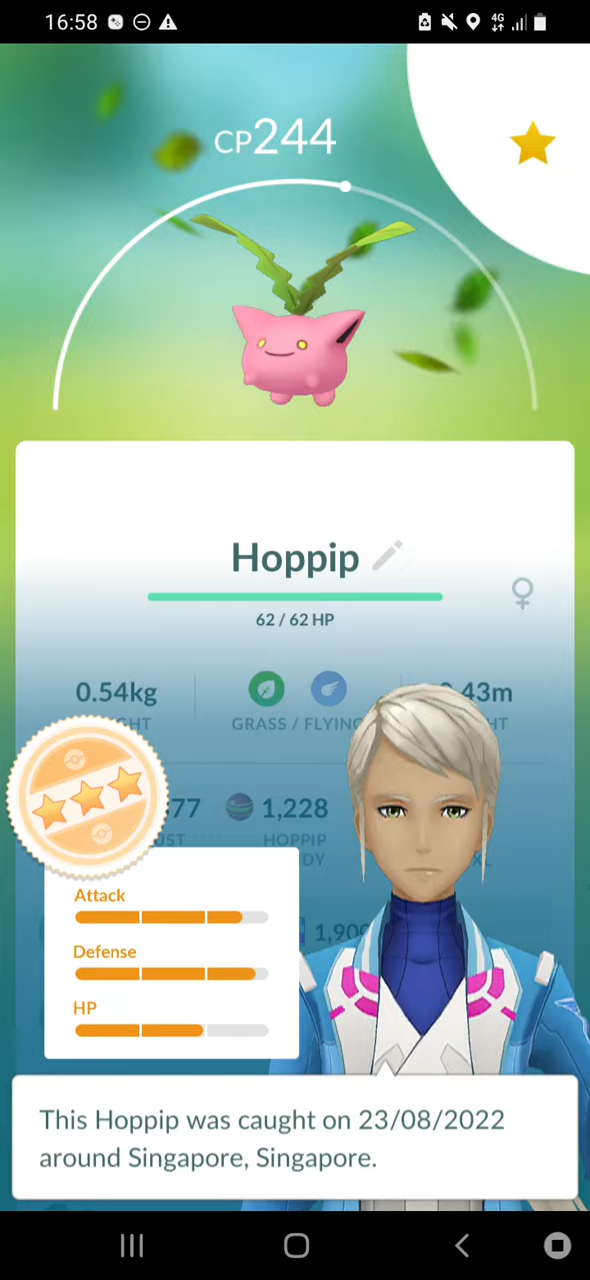 16:58
4G
CP244
Hoppip
62 / 62 HP
0.54kg
GRASS / FLYING
1,228
HOPPIP
Attack
Defense
HP
This Hoppip was caught on 23/08/2022
around Singapore, Singapore.